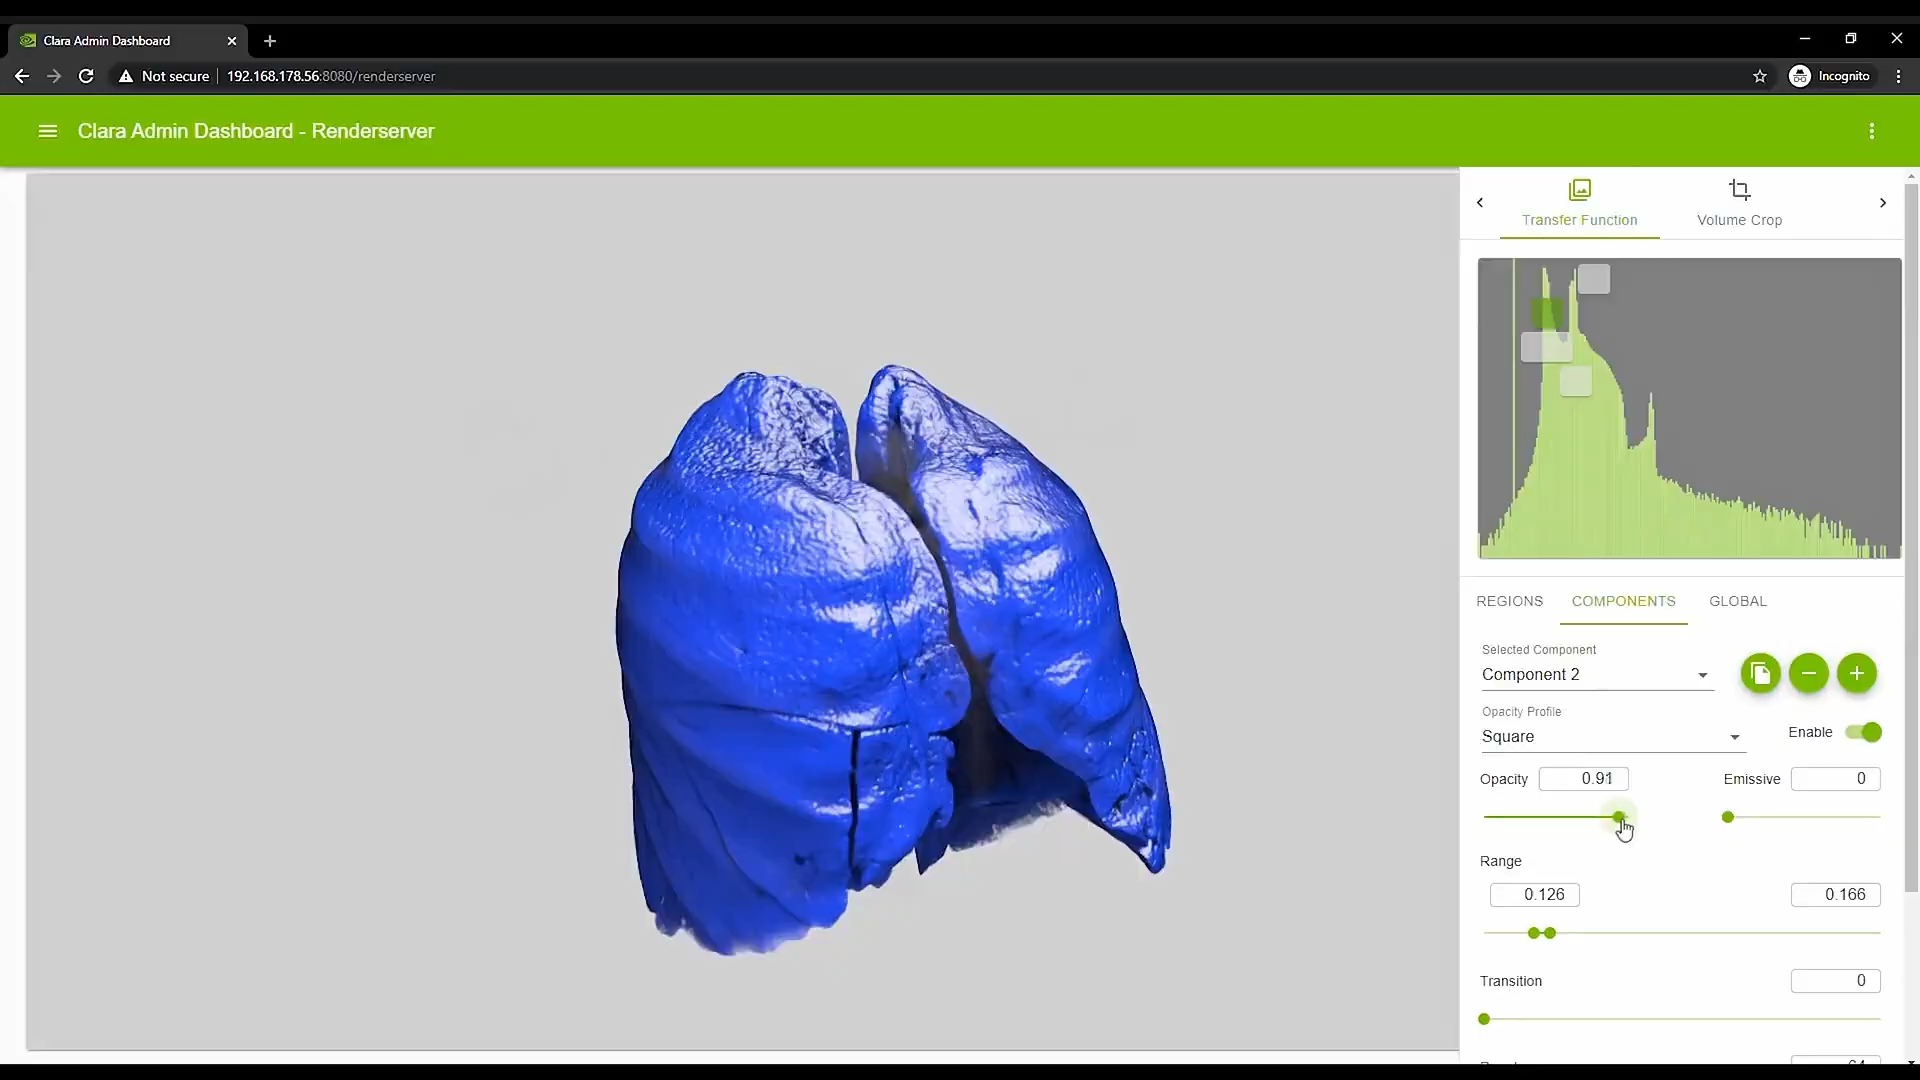 Clara Admin Dashboard
Not secure
192.168.178.56:8080/renderserver
Incognito
Clara Admin Dashboard - Renderserver
Transfer Function
Volume Crop
REGIONS
COMPONENTS
GLOBAL
Selected Component
Component 2
Opacity Profile
Square
Enable
Opacity
0.91
Emissive
0
Range
0.126
0.166
Transition
0